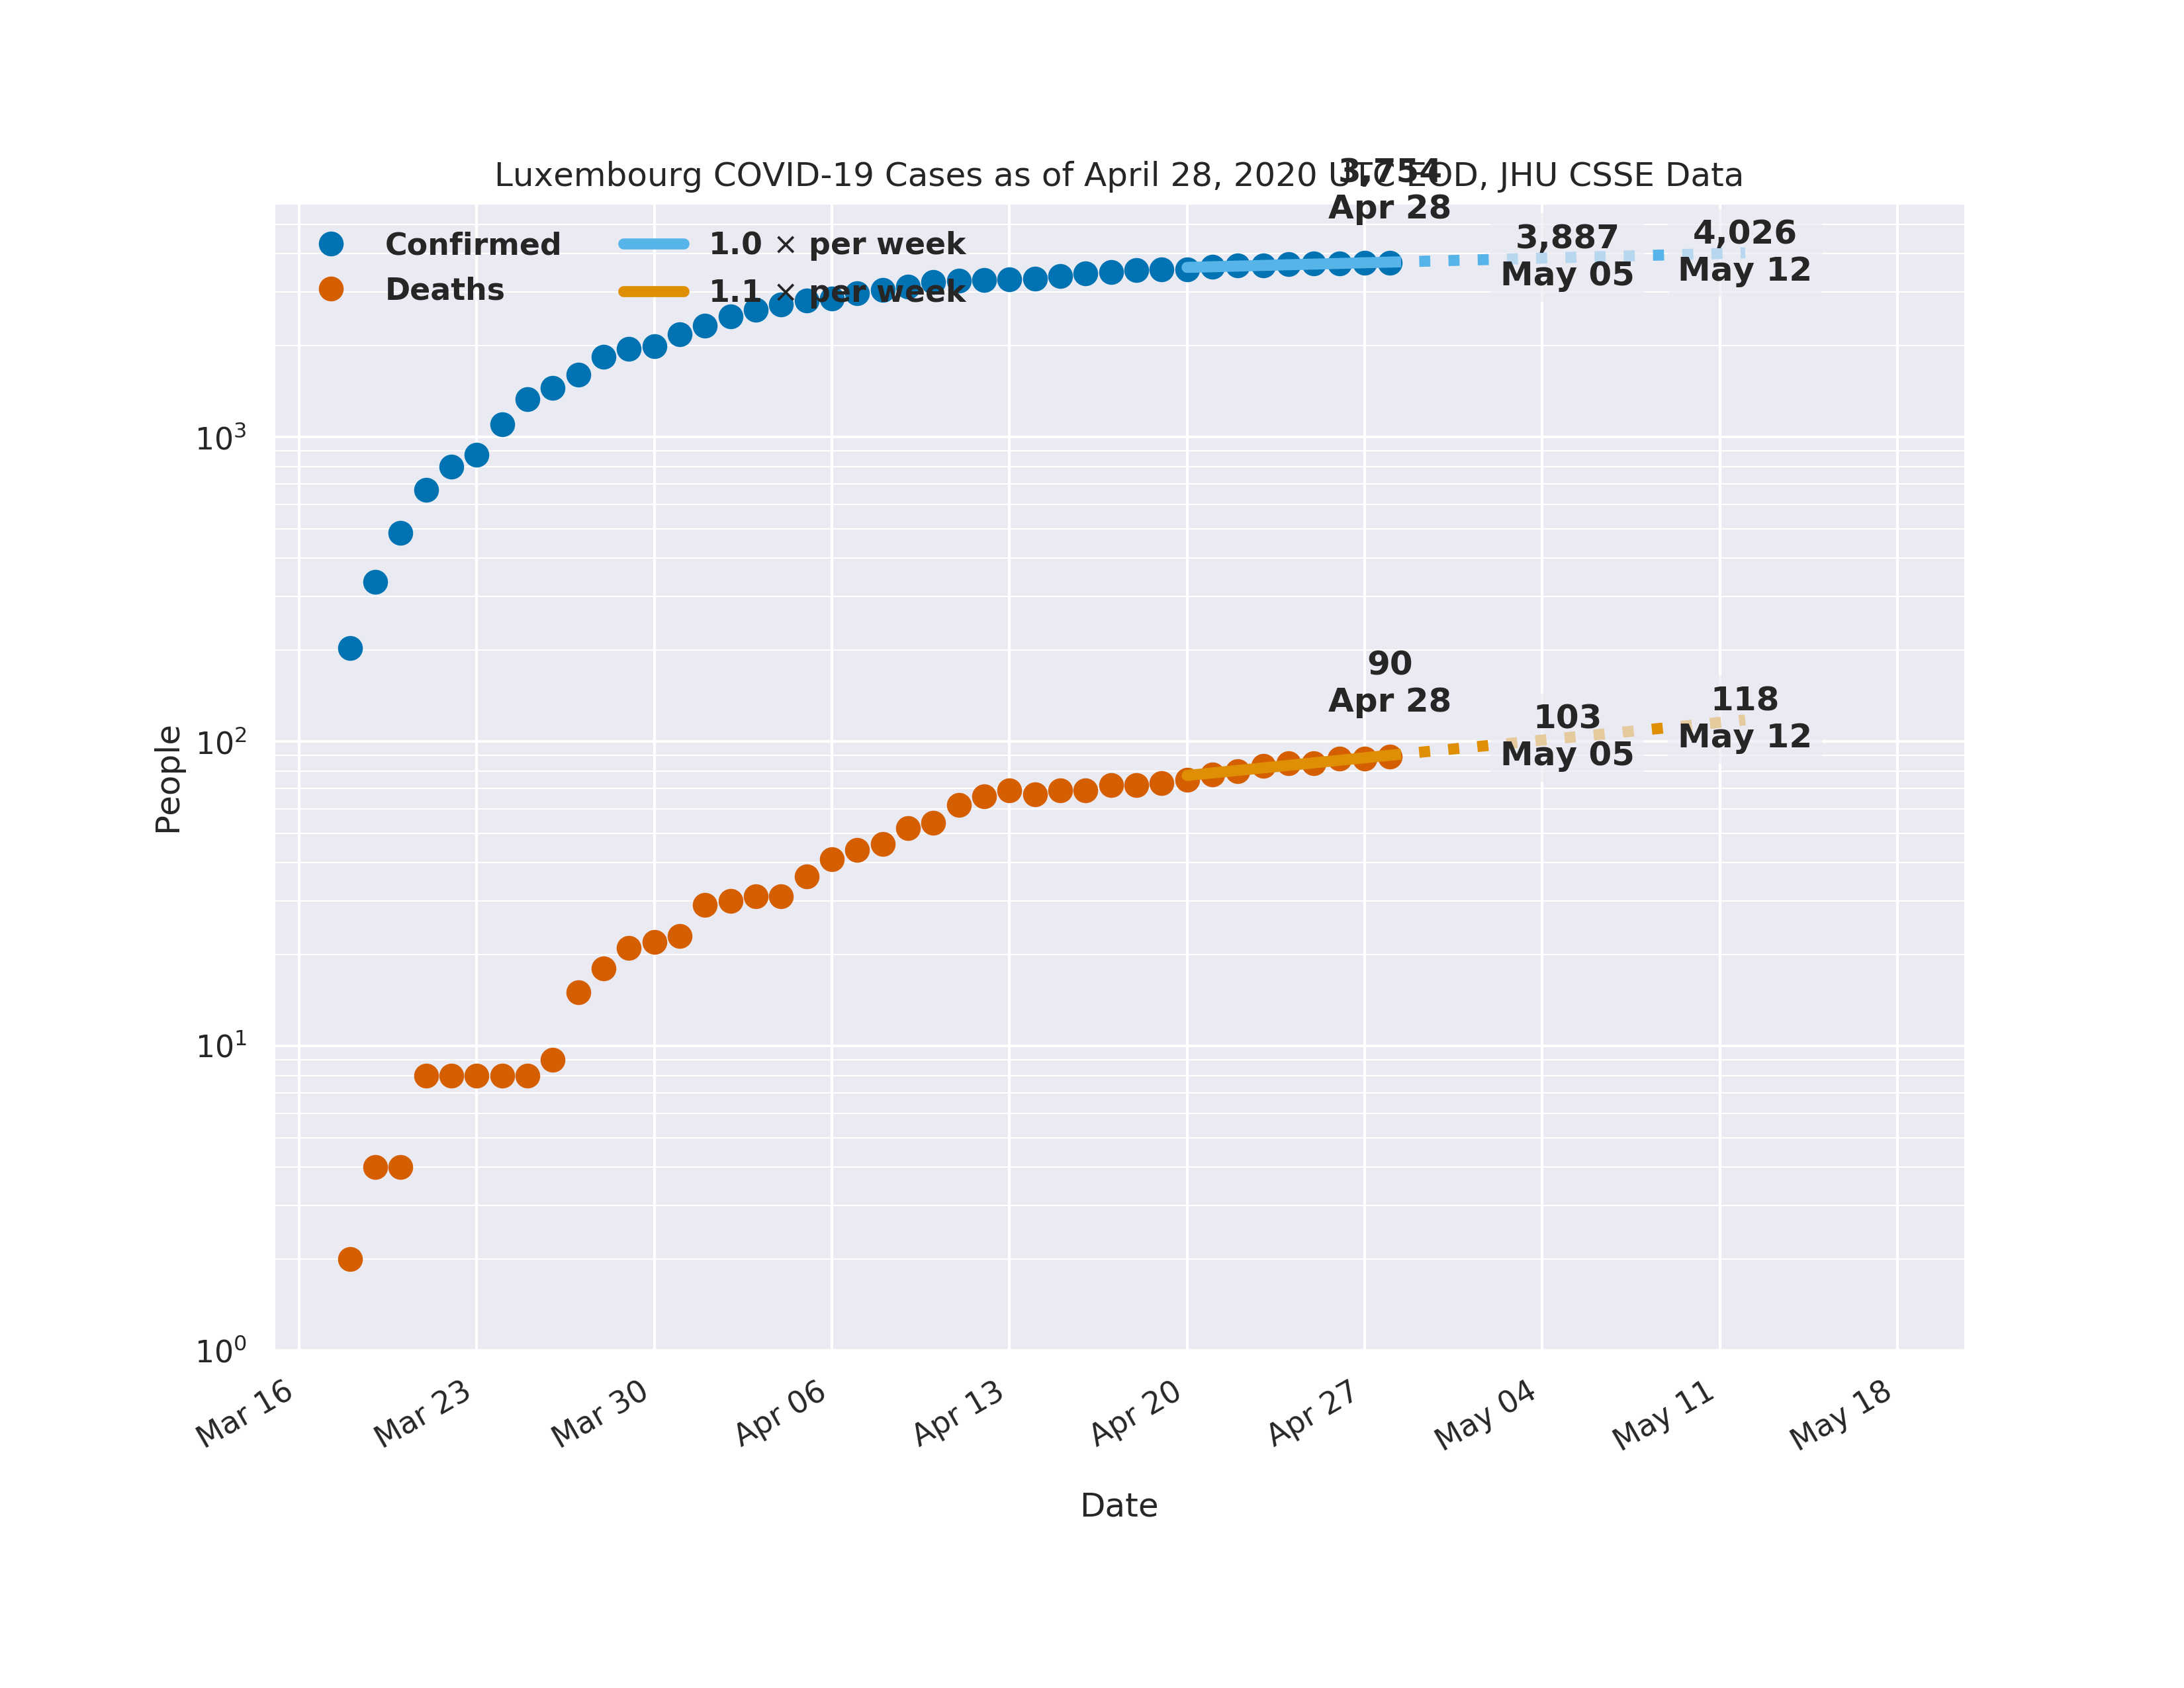 Luxembourg COVID-19 Cases as of April 28, 2020 UTC EOD, JHU CSSE Data
3,754
Apr 28
3,887
May 05
4,026
May 12
Confirmed
Deaths
1.0 × per week
1.1 × per week
90
Apr 28
103
May 05
118
May 12
People
10³
10²
10¹
10⁰
Mar 16
Mar 23
Mar 30
Apr 06
Apr 13
Apr 20
Apr 27
May 04
May 11
May 18
Date